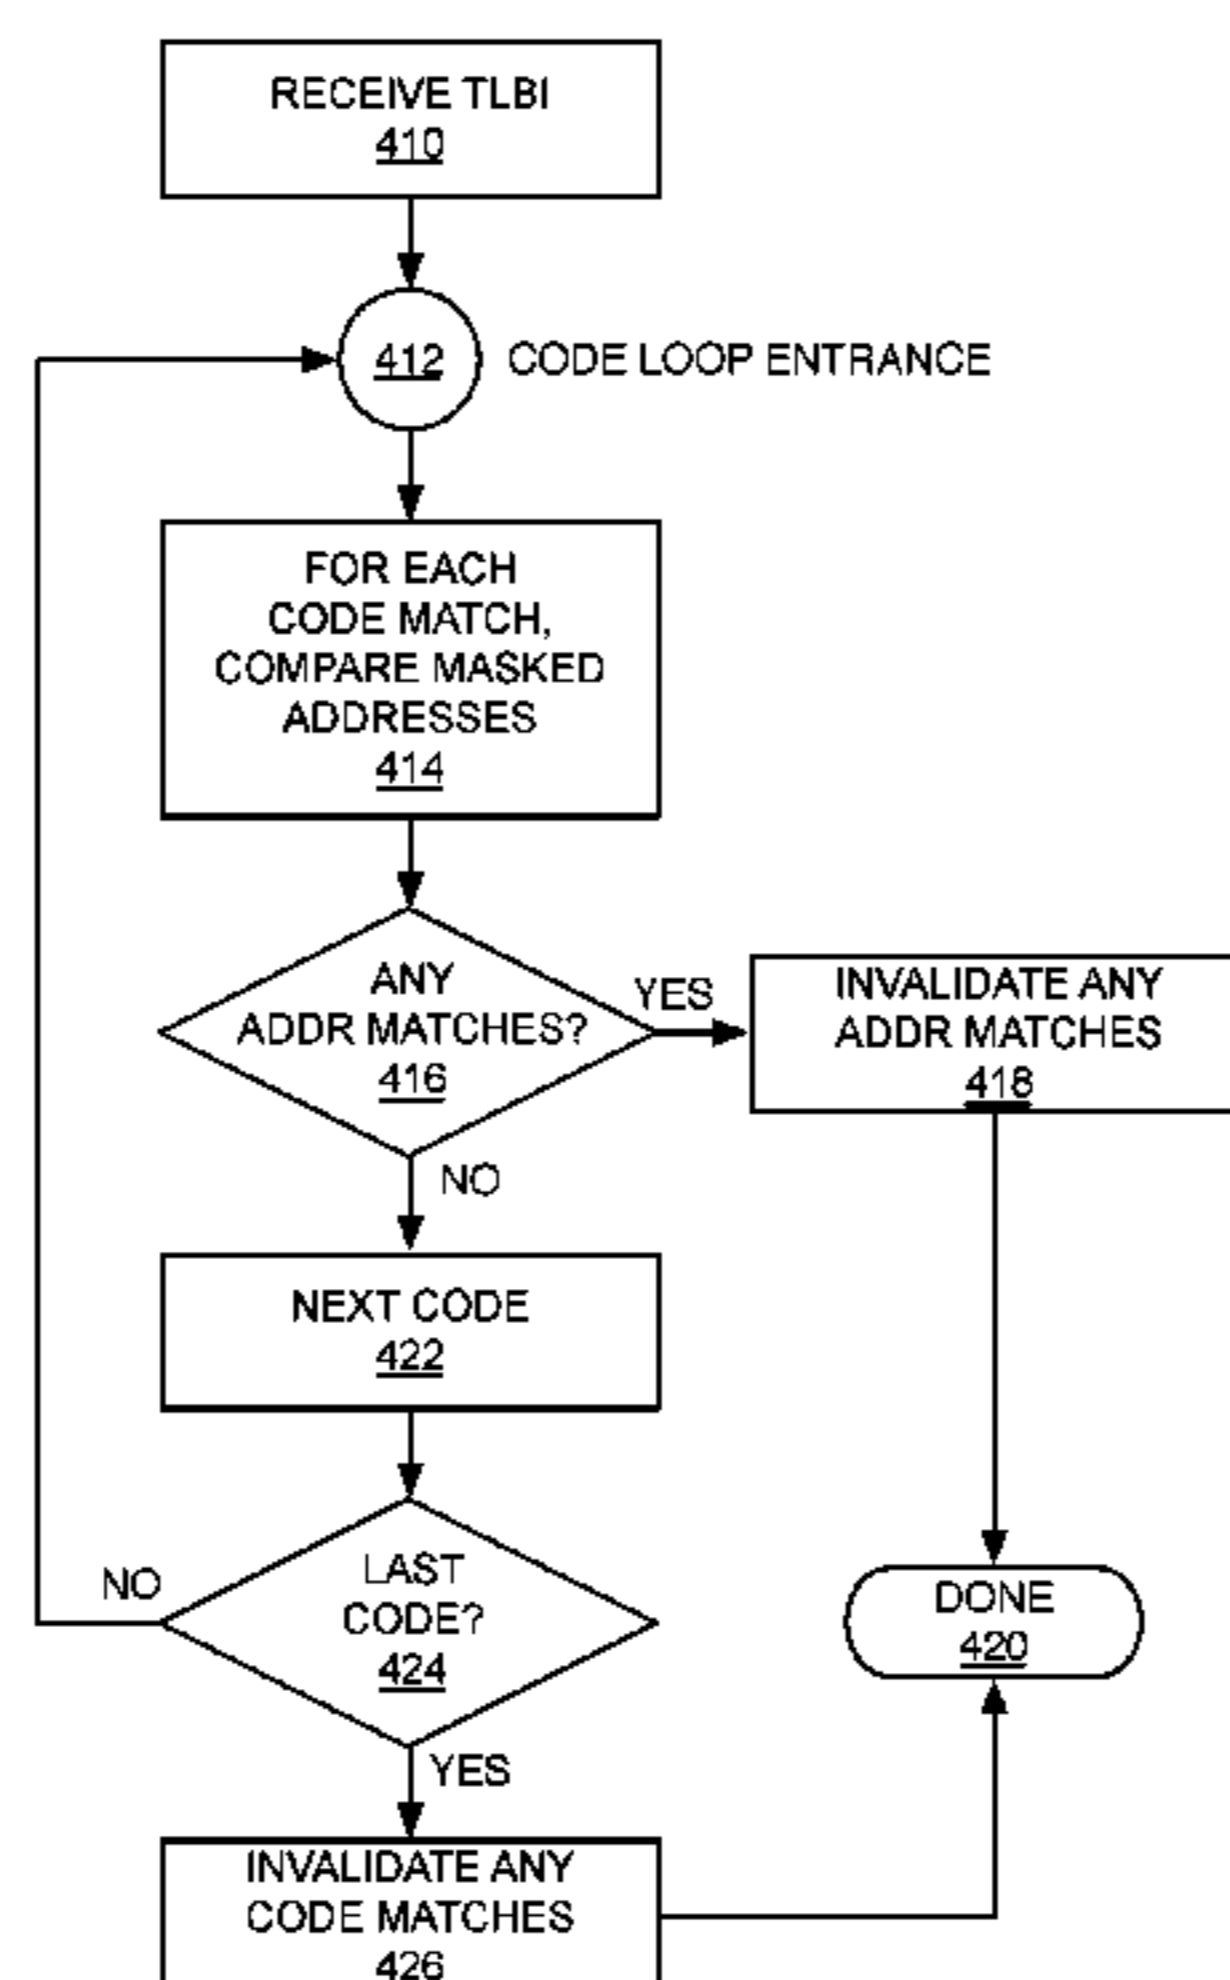 RECEIVE TLBI
410
412
CODE LOOP ENTRANCE
FOR EACH
CODE MATCH,
COMPARE MASKED
ADDRESSES
414
ANY
ADDR MATCHES?
416
YES
INVALIDATE ANY
ADDR MATCHES
418
NO
NEXT CODE
422
LAST
CODE?
424
NO
DONE
420
YES
INVALIDATE ANY
CODE MATCHES
426